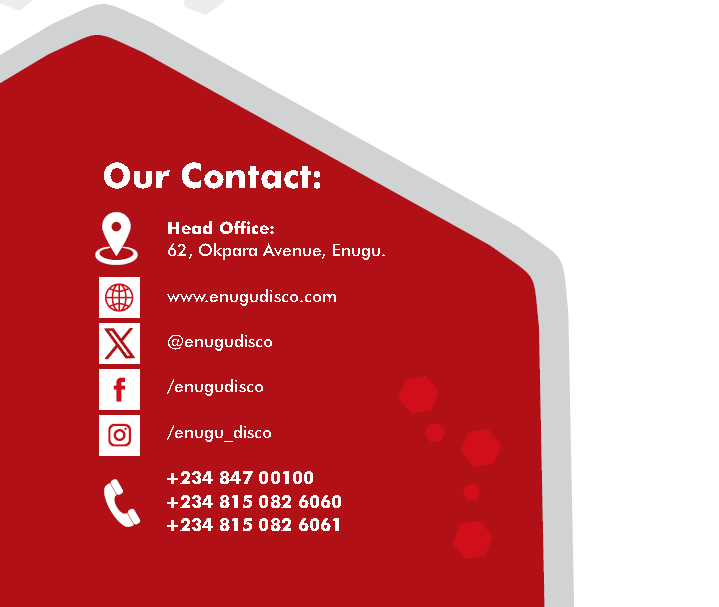 Our Contact:
Head Office:
62, Okpara Avenue, Enugu.
www.enugudisco.com
@enugudisco
/enugudisco
/enugu_disco
+234 847 00100
+234 815 082 6060
+234 815 082 6061